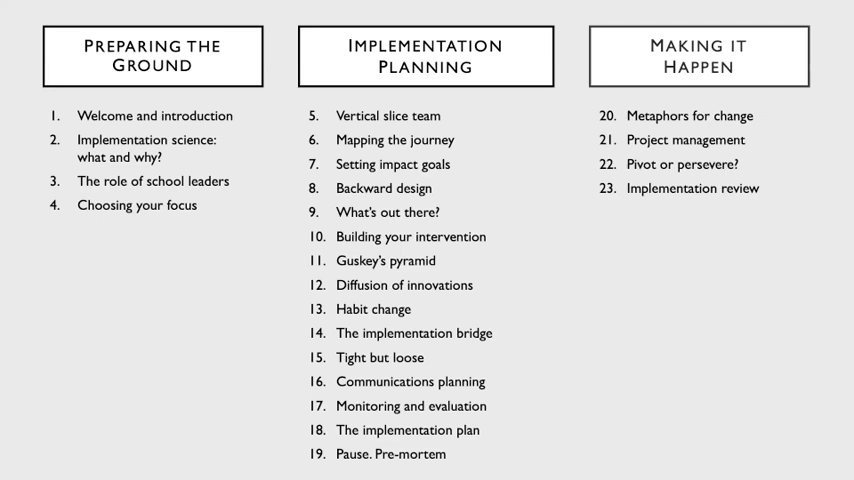 PREPARING THE
GROUND
1. Welcome and introduction
2. Implementation science:
what and why?
3. The role of school leaders
4. Choosing your focus
IMPLEMENTATION
PLANNING
5. Vertical slice team
6. Mapping the journey
7. Setting impact goals
8. Backward design
9. What's out there?
10. Building your intervention
11. Guskey's pyramid
12. Diffusion of innovations
13. Habit change
14. The implementation bridge
15. Tight but loose
16. Communications planning
17. Monitoring and evaluation
18. The implementation plan
19. Pause. Pre-mortem
MAKING IT
HAPPEN
20. Metaphors for change
21. Project management
22. Pivot or persevere?
23. Implementation review